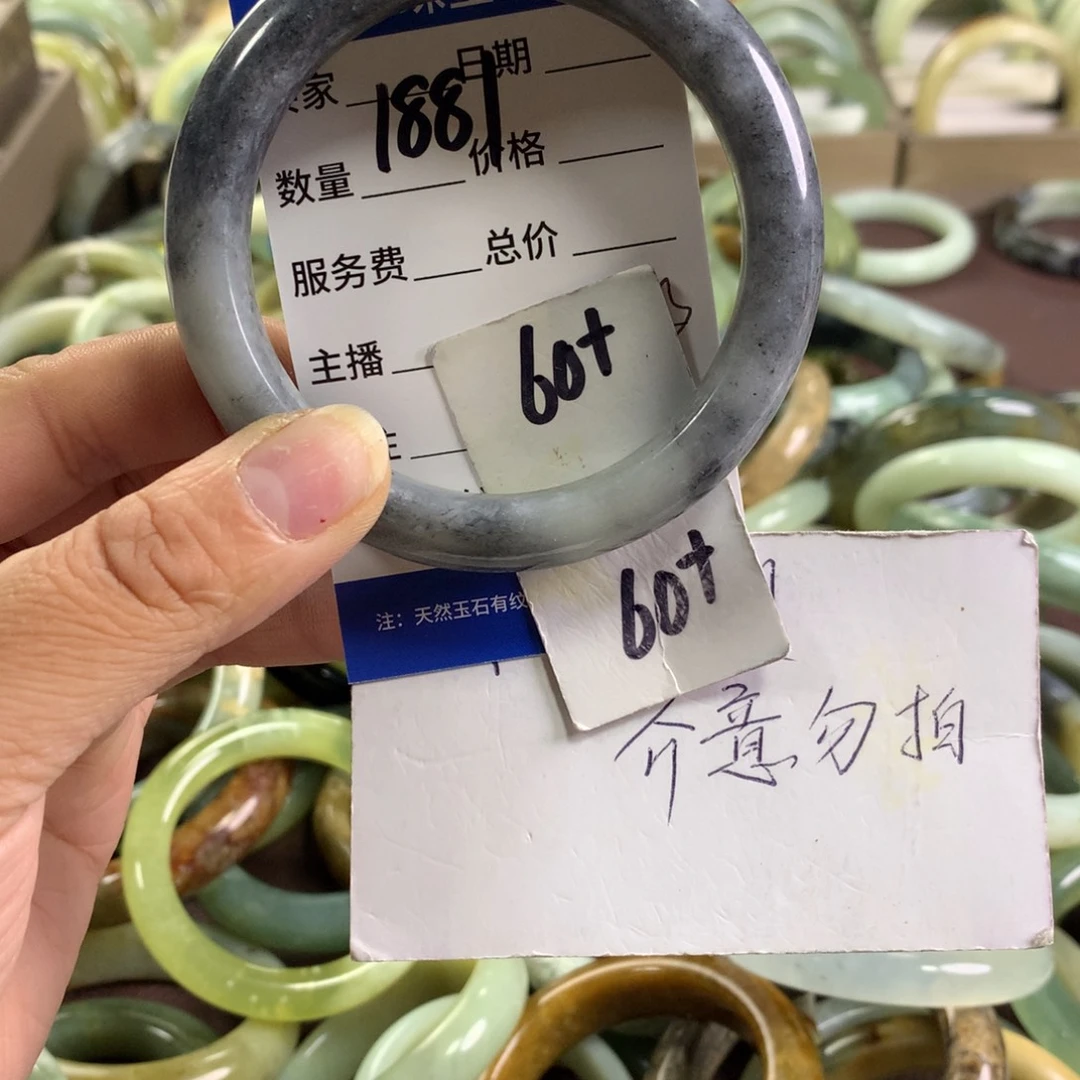 家 日期
1881
数量 价格
服务费 总价
主播
60+
注：天然玉石有纹
60+
介意勿拍